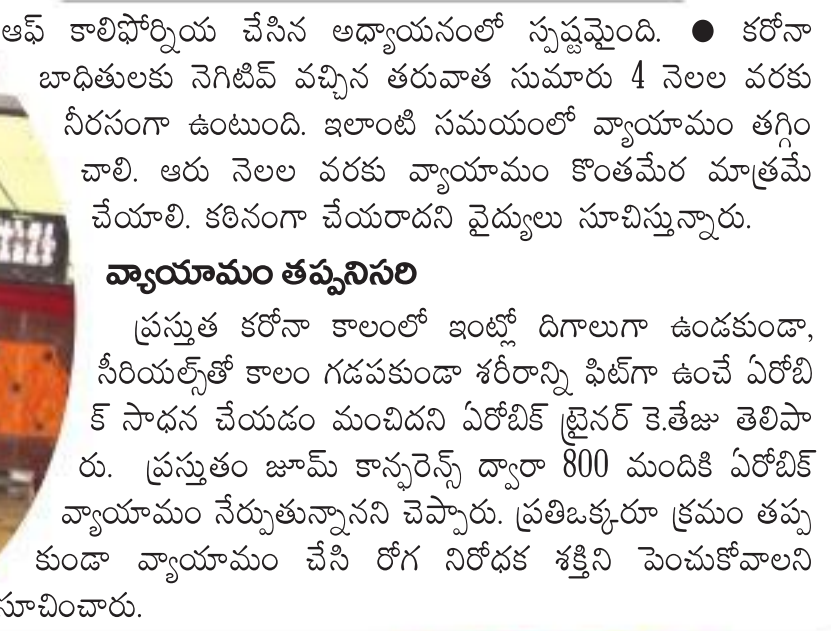 ఆఫ్ కాలిఫోర్నియ చేసిన అధ్యాయనంలో స్పష్టమైంది. ● కరోనా
బాధితులకు నెగిటివ్ వచ్చిన తరువాత సుమారు 4 నెలల వరకు
నీరసంగా ఉంటుంది. ఇలాంటి సమయంలో వ్యాయామం తగ్గిం
చాలి. ఆరు నెలల వరకు వ్యాయామం కొంతమేర మాత్రమే
చేయాలి. కఠినంగా చేయరాదని వైద్యులు సూచిస్తున్నారు.
వ్యాయామం తప్పనిసరి
ప్రస్తుత కరోనా కాలంలో ఇంట్లో దిగాలుగా ఉండకుండా,
సీరియల్స్‌తో కాలం గడపకుండా శరీరాన్ని ఫిట్‌గా ఉంచే ఏరోబి
క్ సాధన చేయడం మంచిదని ఏరోబిక్ ట్రైనర్ కె.తేజు తెలిపా
రు. ప్రస్తుతం జూమ్ కాన్ఫరెన్స్ ద్వారా 800 మందికి ఏరోబిక్
వ్యాయామం నేర్పుతున్నానని చెప్పారు. ప్రతిఒక్కరూ క్రమం తప్ప
కుండా వ్యాయామం చేసి రోగ నిరోధక శక్తిని పెంచుకోవాలని
సూచించారు.